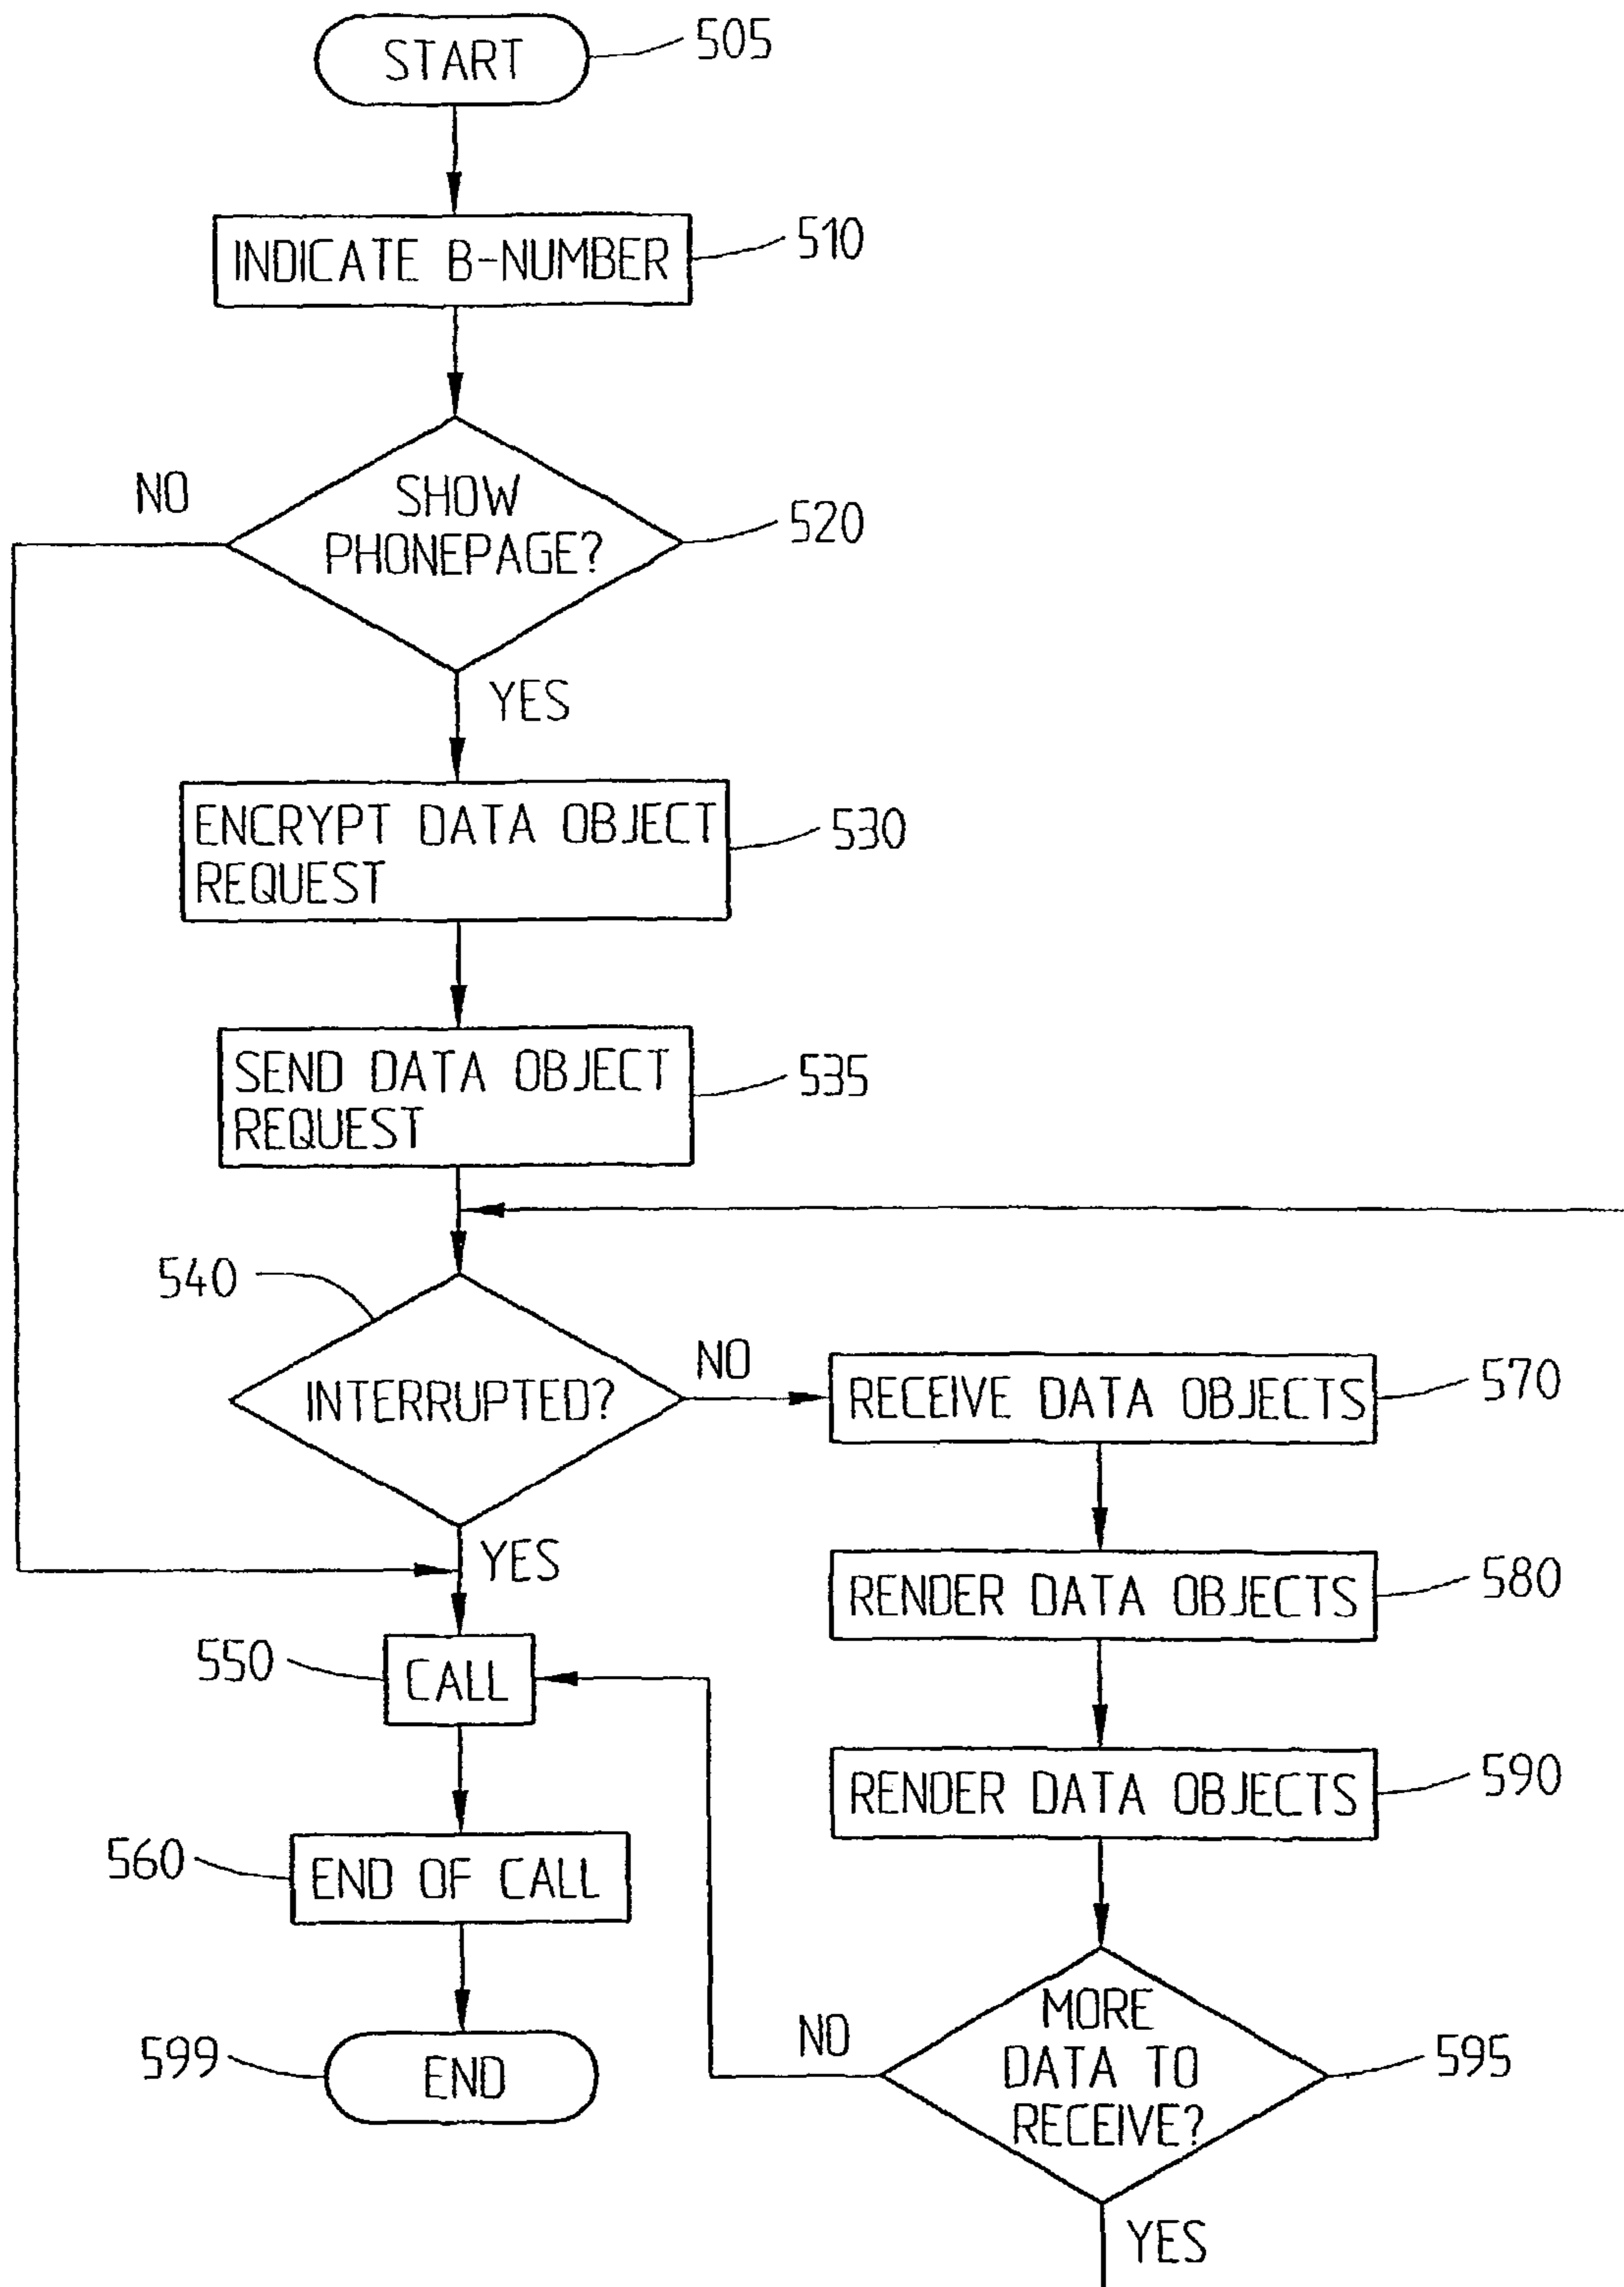 START
505
INDICATE B-NUMBER
510
NO
SHOW
PHONEPAGE?
520
YES
ENCRYPT DATA OBJECT
REQUEST
530
SEND DATA OBJECT
REQUEST
535
540
INTERRUPTED?
NO
RECEIVE DATA OBJECTS
570
YES
RENDER DATA OBJECTS
580
550
CALL
RENDER DATA OBJECTS
590
560
END OF CALL
599
END
NO
MORE
DATA TO
RECEIVE?
595
YES